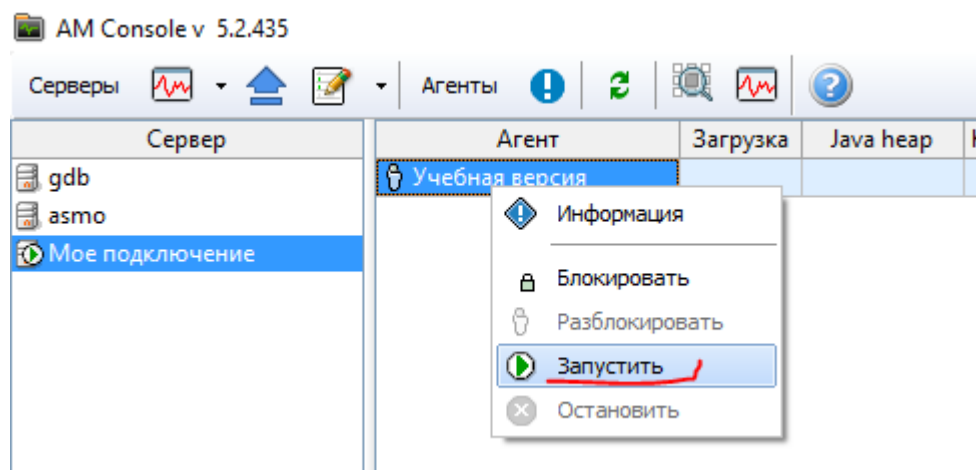 AM Console v 5.2.435
Серверы Агенты
Сервер Агент Загрузка Java heap
gdb
asmo
Мое подключение
Учебная версия
Информация
Блокировать
Разблокировать
Запустить
Остановить